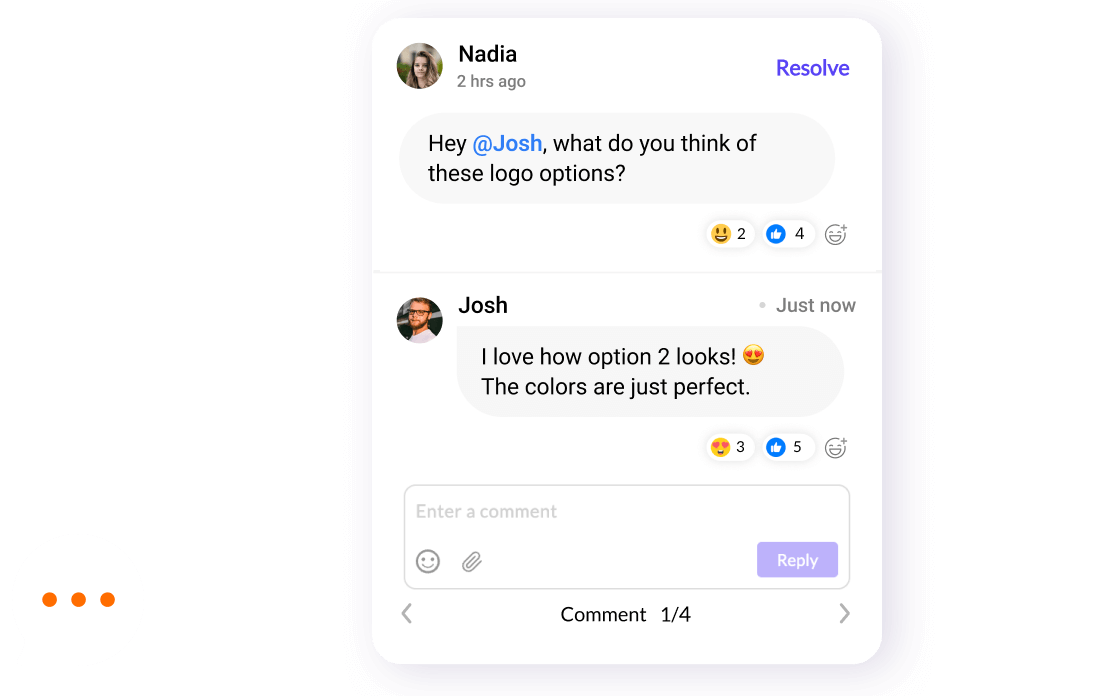 Nadia
2 hrs ago
Resolve
Hey @Josh, what do you think of
these logo options?
2
4
Josh
Just now
I love how option 2 looks! 😍
The colors are just perfect.
3
5
Enter a comment
Reply
Comment 1/4